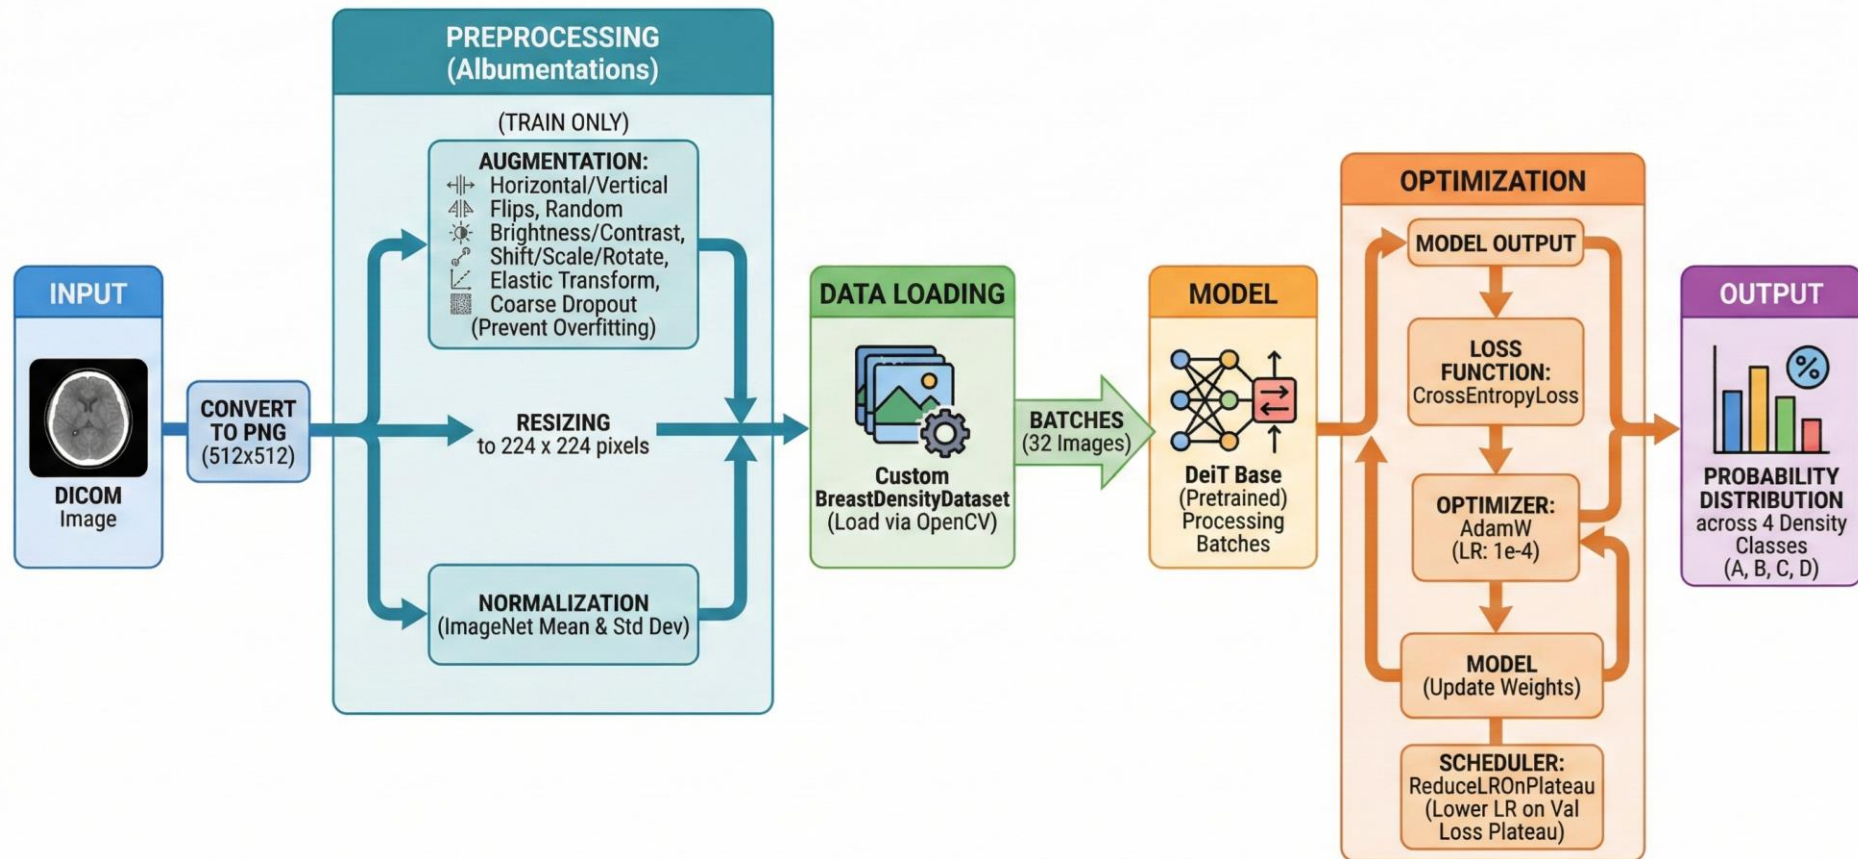 INPUT
DICOM
Image
CONVERT
TO PNG
(512x512)
PREPROCESSING
(Albumentations)
(TRAIN ONLY)
AUGMENTATION:
Horizontal/Vertical
Flips, Random
Brightness/Contrast,
Shift/Scale/Rotate,
Elastic Transform,
Coarse Dropout
(Prevent Overfitting)
RESIZING
to 224 x 224 pixels
NORMALIZATION
(ImageNet Mean & Std Dev)
DATA LOADING
Custom
BreastDensityDataset
(Load via OpenCV)
BATCHES
(32 Images)
MODEL
DeiT Base
(Pretrained)
Processing
Batches
OPTIMIZATION
MODEL OUTPUT
LOSS
FUNCTION:
CrossEntropyLoss
OPTIMIZER:
AdamW
(LR: 1e-4)
MODEL
(Update Weights)
SCHEDULER:
ReduceLROnPlateau
(Lower LR on Val
Loss Plateau)
OUTPUT
%
PROBABILITY
DISTRIBUTION
across 4 Density
Classes
(A, B, C, D)